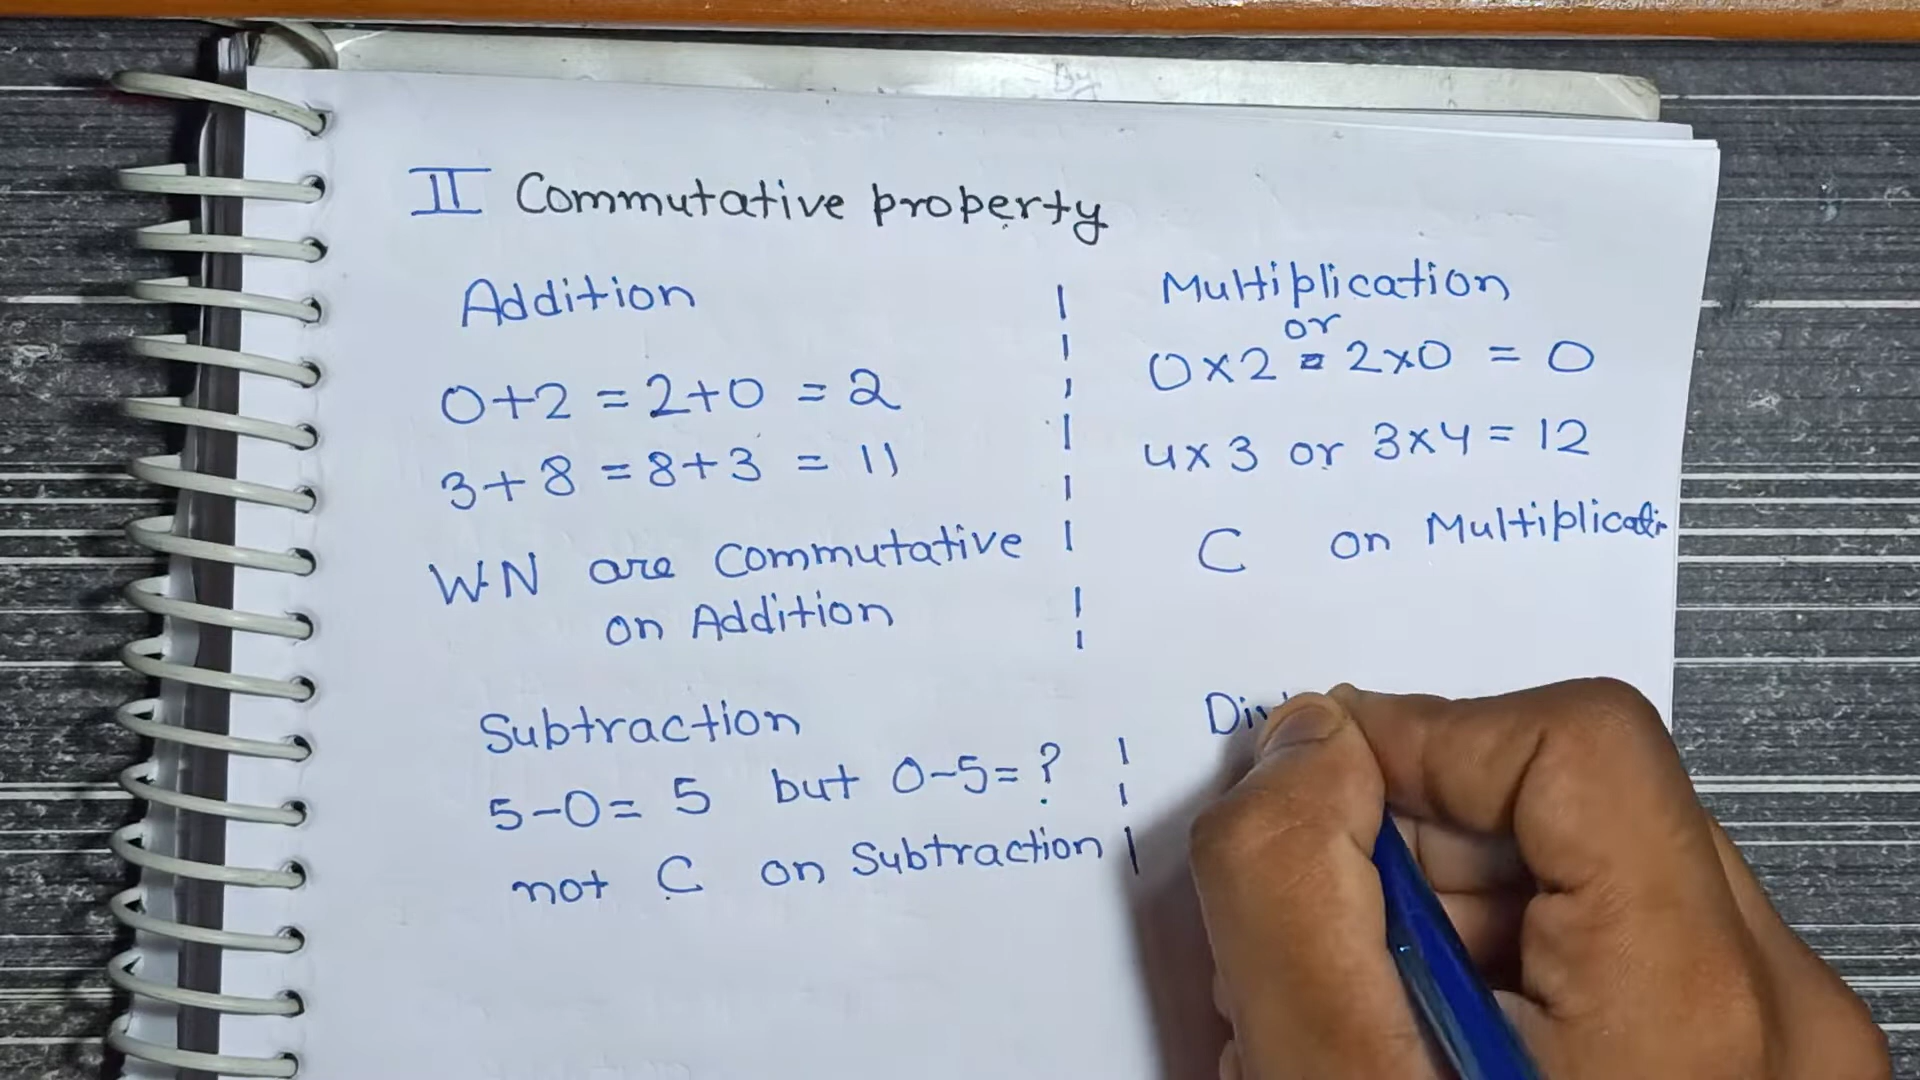 II Commutative property
Addition
0+2 = 2+0 = 2
3+8 = 8+3 = 11
W.N are commutative
on Addition
Multiplication
or
0×2 = 2×0 = 0
4×3 or 3×4 = 12
C on Multiplicatin
Subtraction
5-0= 5 but 0-5= ?
not C on Subtraction
Div